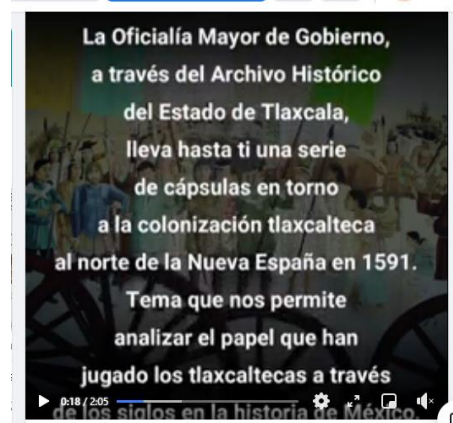 La Oficialía Mayor de Gobierno,
a través del Archivo Histórico
del Estado de Tlaxcala,
lleva hasta ti una serie
de cápsulas en torno
a la colonización tlaxcalteca
al norte de la Nueva España en 1591.
Tema que nos permite
analizar el papel que han
jugado los tlaxcaltecas a través
de los siglos en la historia de México.
0:18 / 2:05